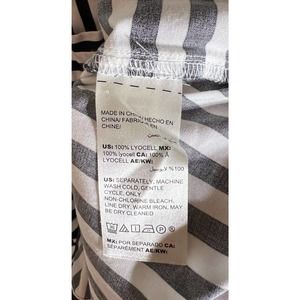 MADE IN CHINA/ HECHO EN
CHINA/ FABRIQUÉ EN
CHINE/
US: 100% LYOCELL MX:
100% lyocell CA: 100% Á
LYOCELL AE/KW:
US: SEPARATELY, MACHINE
WASH COLD, GENTLE
CYCLE, ONLY
NON-CHLORINE BLEACH,
LINE DRY, WARM IRON, MAY
BE DRY CLEANED
MX: POR SEPARADO CA:
SÉPARÉMENT AE/KW: